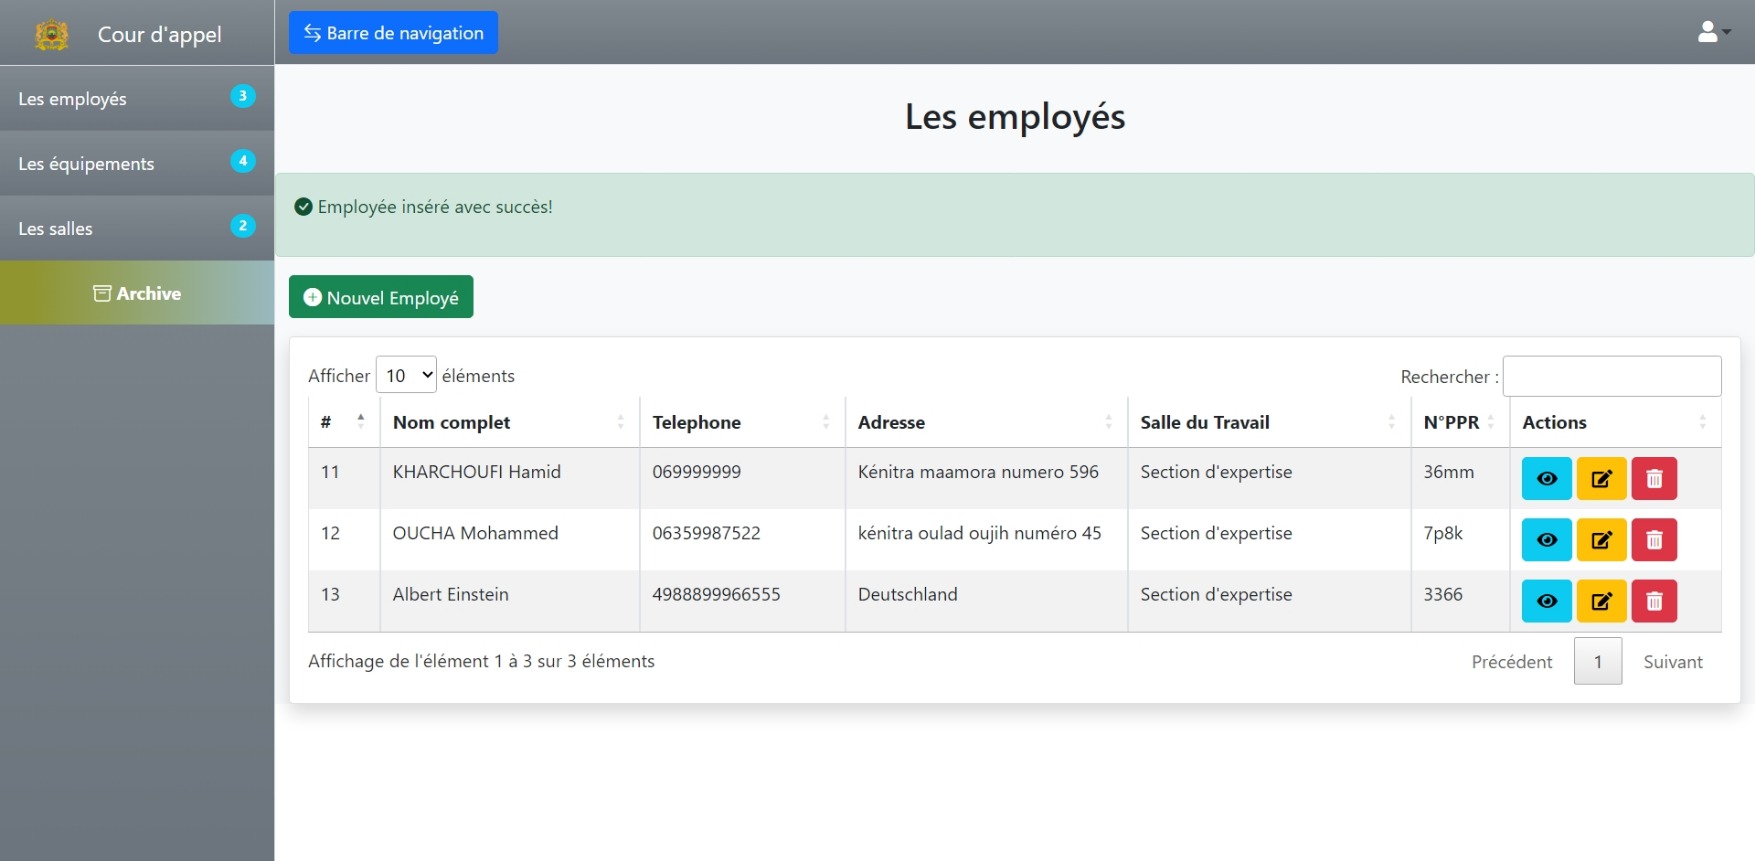 Cour d'appel
Barre de navigation
Les employés 3
Les équipements 4
Les salles 2
Archive
Les employés
Employée inséré avec succès!
Nouvel Employé
Afficher 10 éléments
Rechercher :
# Nom complet Telephone Adresse Salle du Travail N°PPR Actions
11 KHARCHOUFI Hamid 069999999 Kénitra maamora numero 596 Section d'expertise 36mm
12 OUCHA Mohammed 06359987522 kénitra oulad oujih numéro 45 Section d'expertise 7p8k
13 Albert Einstein 4988899966555 Deutschland Section d'expertise 3366
Affichage de l'élément 1 à 3 sur 3 éléments
Précédent 1 Suivant